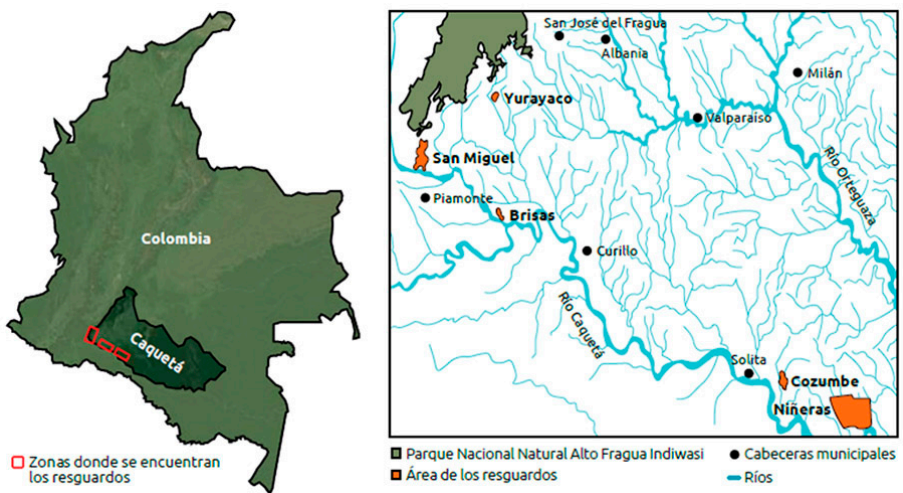 Colombia
Caquetá
Zonas donde se encuentran
los resguardos
San José del Fragua
Albania
Milán
Yurayaco
Valparaíso
San Miguel
Río Orteguaza
Piamonte
Brisas
Curillo
Río Caquetá
Solita
Cozumbe
Niñeras
Parque Nacional Natural Alto Fragua Indiwasi
Cabeceras municipales
Área de los resguardos
Ríos